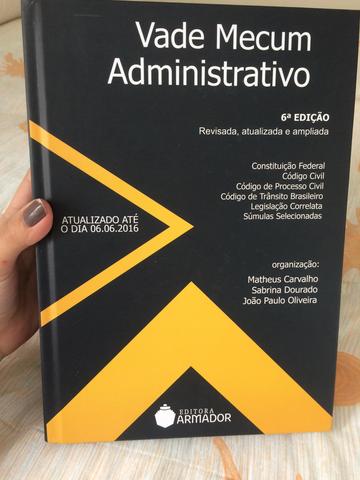 Vade Mecum
Administrativo
6ª EDIÇÃO
Revisada, atualizada e ampliada
Constituição Federal
Código Civil
Código de Processo Civil
Código de Trânsito Brasileiro
Legislação Correlata
Súmulas Selecionadas
ATUALIZADO ATÉ
O DIA 06.06.2016
organização:
Matheus Carvalho
Sabrina Dourado
João Paulo Oliveira
EDITORA
ARMADOR